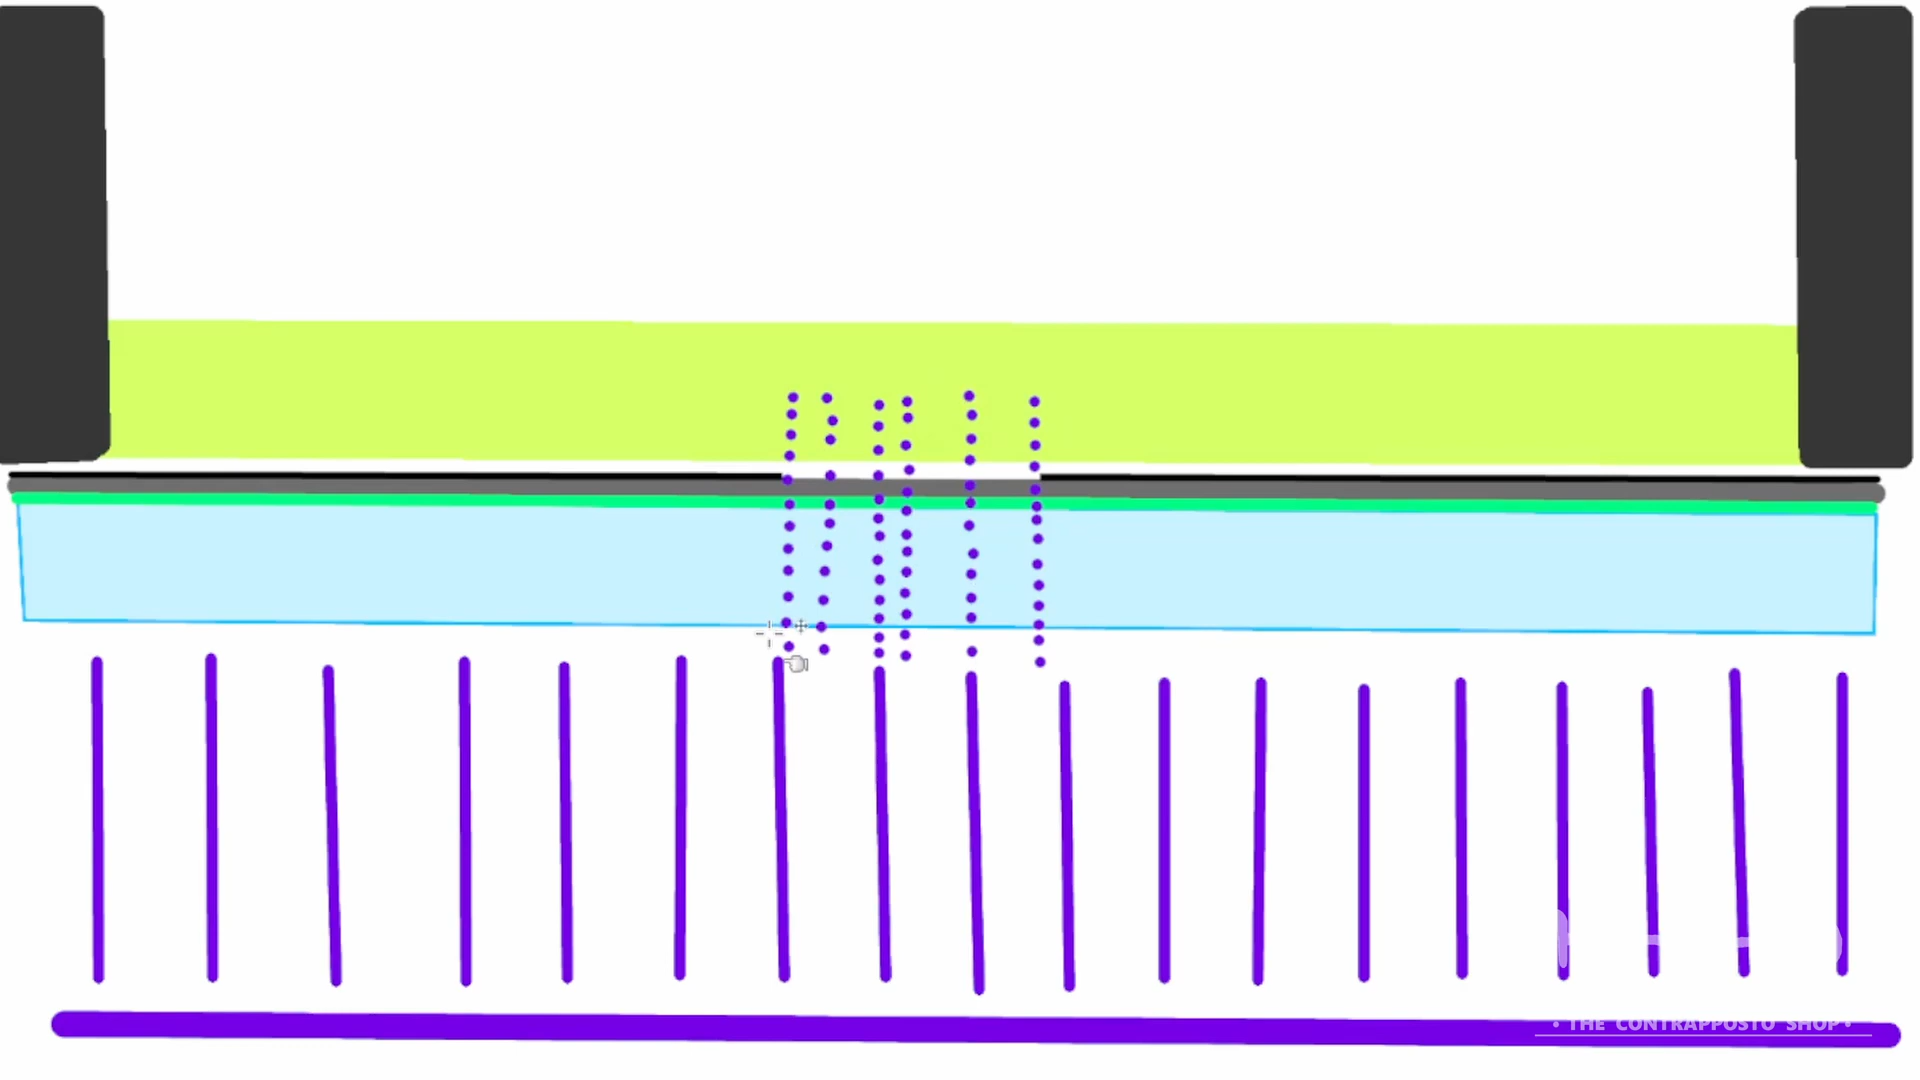 • THE CONTRAPPOSTO SHOP •